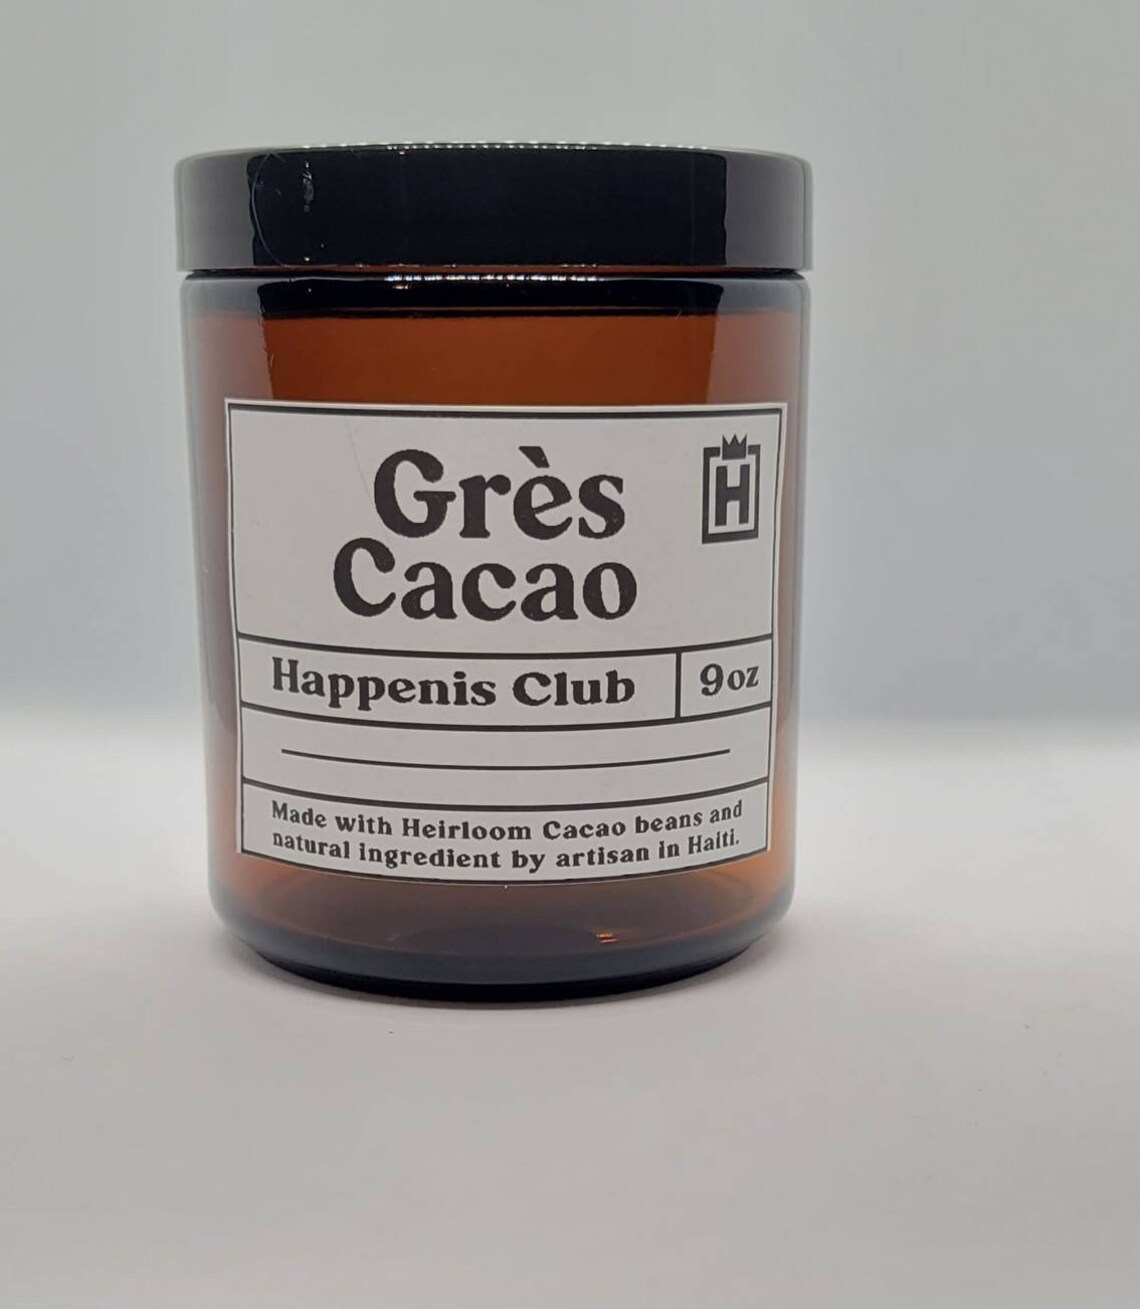 Grès
Cacao
H
Happenis Club
9oz
Made with Heirloom Cacao beans and
natural ingredient by artisan in Haiti.